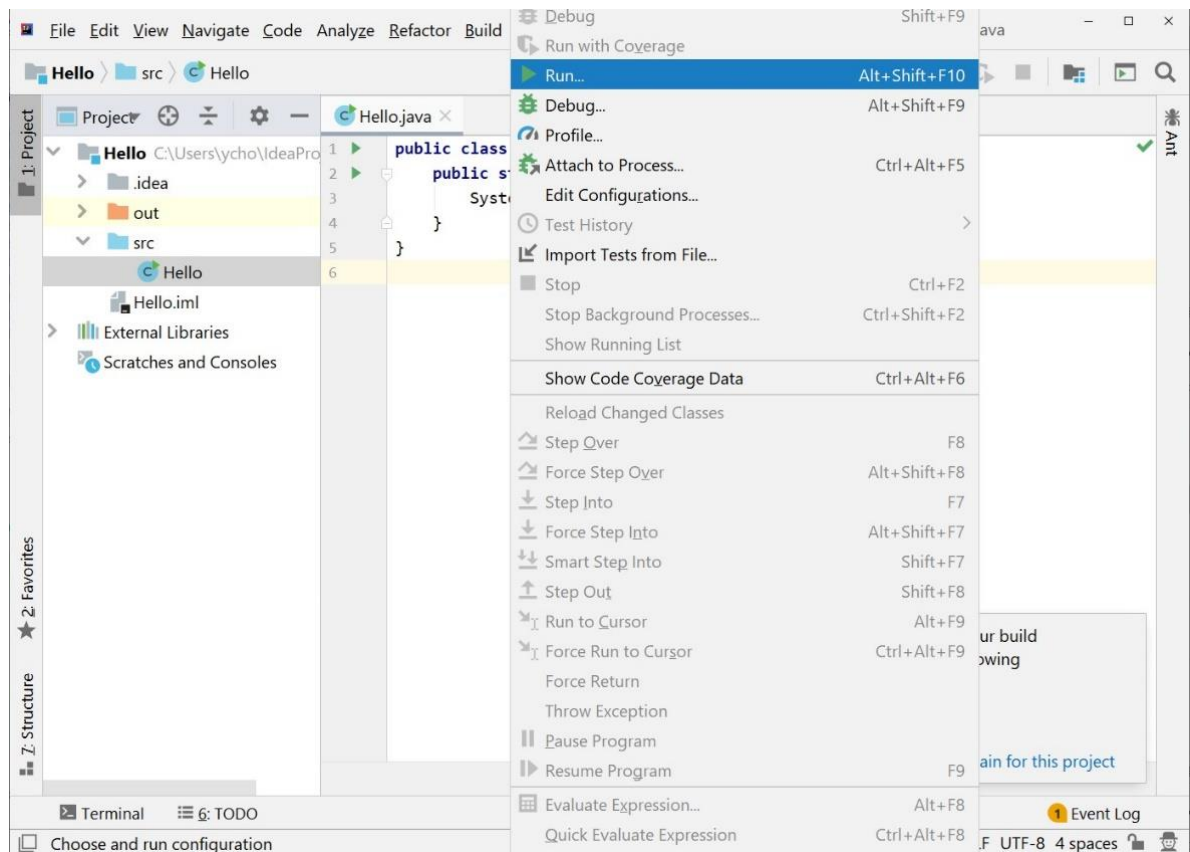 File Edit View Navigate Code Analyze Refactor Build
ava
Hello src Hello
1: Project
2: Favorites
7: Structure
Project
Hello C:\Users\ycho\IdeaPro
.idea
out
src
Hello
Hello.iml
External Libraries
Scratches and Consoles
Hello.java
1 public class
2 public s
3 Syst
4 }
5 }
6
Debug Shift+F9
Run with Coverage
Run... Alt+Shift+F10
Debug... Alt+Shift+F9
Profile...
Attach to Process... Ctrl+Alt+F5
Edit Configurations...
Test History
Import Tests from File...
Stop Ctrl+F2
Stop Background Processes... Ctrl+Shift+F2
Show Running List
Show Code Coverage Data Ctrl+Alt+F6
Reload Changed Classes
Step Over F8
Force Step Over Alt+Shift+F8
Step Into F7
Force Step Into Alt+Shift+F7
Smart Step Into Shift+F7
Step Out Shift+F8
Run to Cursor Alt+F9
Force Run to Cursor Ctrl+Alt+F9
Force Return
Throw Exception
Pause Program
Resume Program F9
Evaluate Expression... Alt+F8
Quick Evaluate Expression Ctrl+Alt+F8
Ant
ur build
owing
ain for this project
Terminal 6: TODO
1 Event Log
Choose and run configuration
F UTF-8 4 spaces